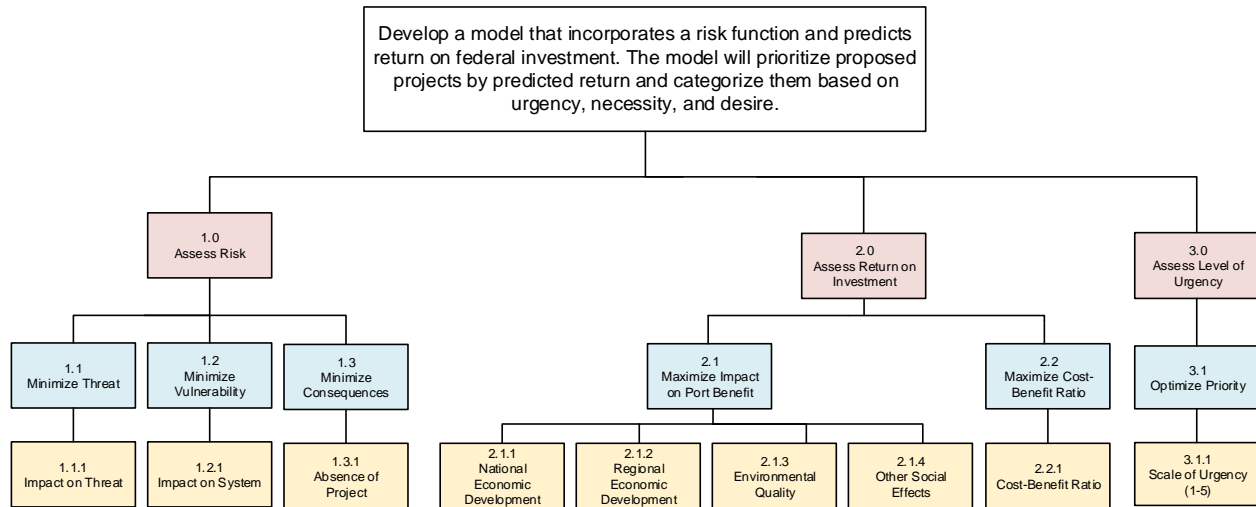 Develop a model that incorporates a risk function and predicts
return on federal investment. The model will prioritize proposed
projects by predicted return and categorize them based on
urgency, necessity, and desire.
1.0
Assess Risk
2.0
Assess Return on
Investment
3.0
Assess Level of
Urgency
1.1
Minimize Threat
1.2
Minimize
Vulnerability
1.3
Minimize
Consequences
2.1
Maximize Impact
on Port Benefit
2.2
Maximize Cost-
Benefit Ratio
3.1
Optimize Priority
1.1.1
Impact on Threat
1.2.1
Impact on System
1.3.1
Absence of
Project
2.1.1
National
Economic
Development
2.1.2
Regional
Economic
Development
2.1.3
Environmental
Quality
2.1.4
Other Social
Effects
2.2.1
Cost-Benefit Ratio
3.1.1
Scale of Urgency
(1-5)